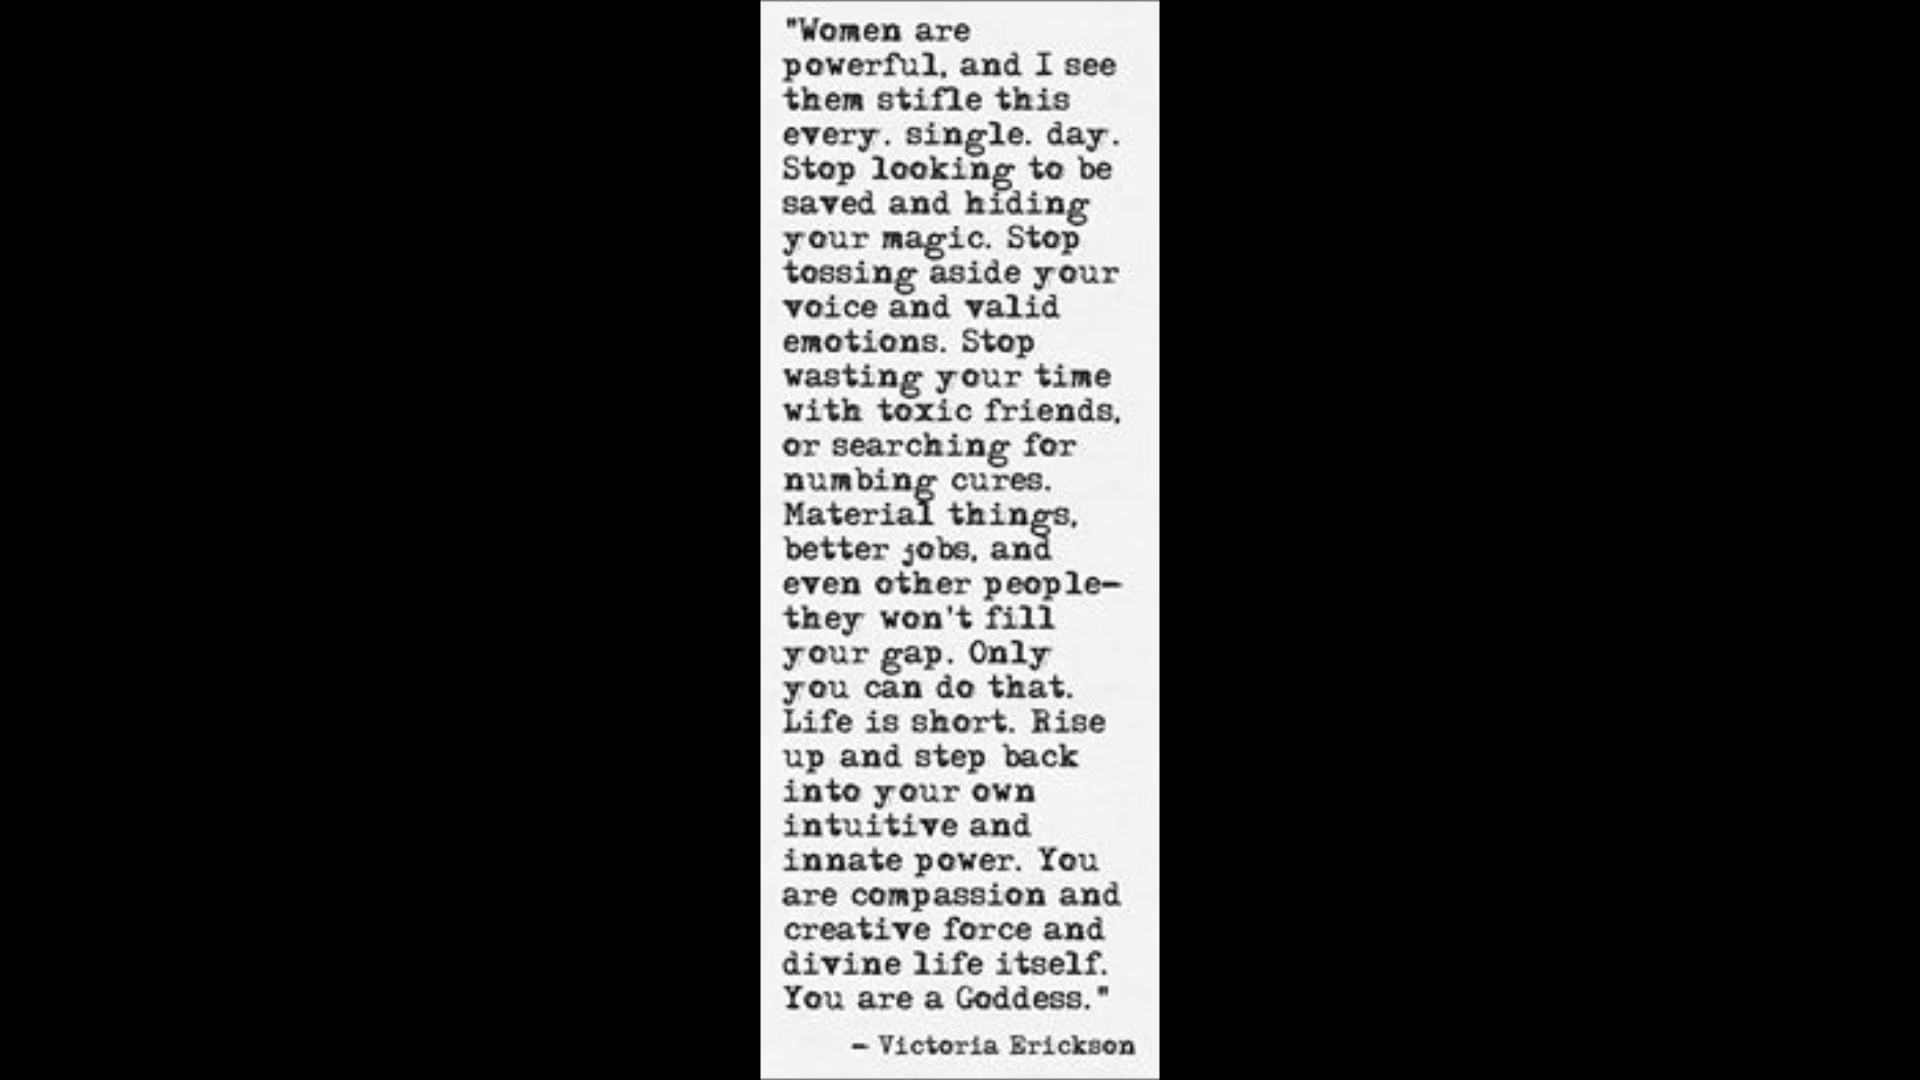 "Women are
powerful, and I see
them stifle this
every. single. day.
Stop looking to be
saved and hiding
your magic. Stop
tossing aside your
voice and valid
emotions. Stop
wasting your time
with toxic friends,
or searching for
numbing cures.
Material things,
better jobs, and
even other people—
they won't fill
your gap. Only
you can do that.
Life is short. Rise
up and step back
into your own
intuitive and
innate power. You
are compassion and
creative force and
divine life itself.
You are a Goddess."
— Victoria Erickson